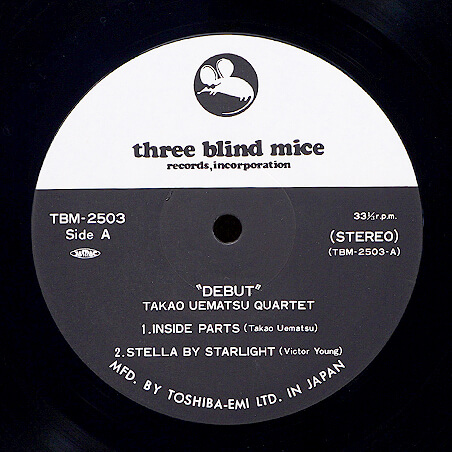 three blind mice
records, incorporation
TBM-2503
Side A
33⅓ r.p.m.
(STEREO)
(TBM-2503-A)
"DEBUT"
TAKAO UEMATSU QUARTET
1. INSIDE PARTS (Takao Uematsu)
2. STELLA BY STARLIGHT (Victor Young)
MFD. BY TOSHIBA-EMI LTD. IN JAPAN